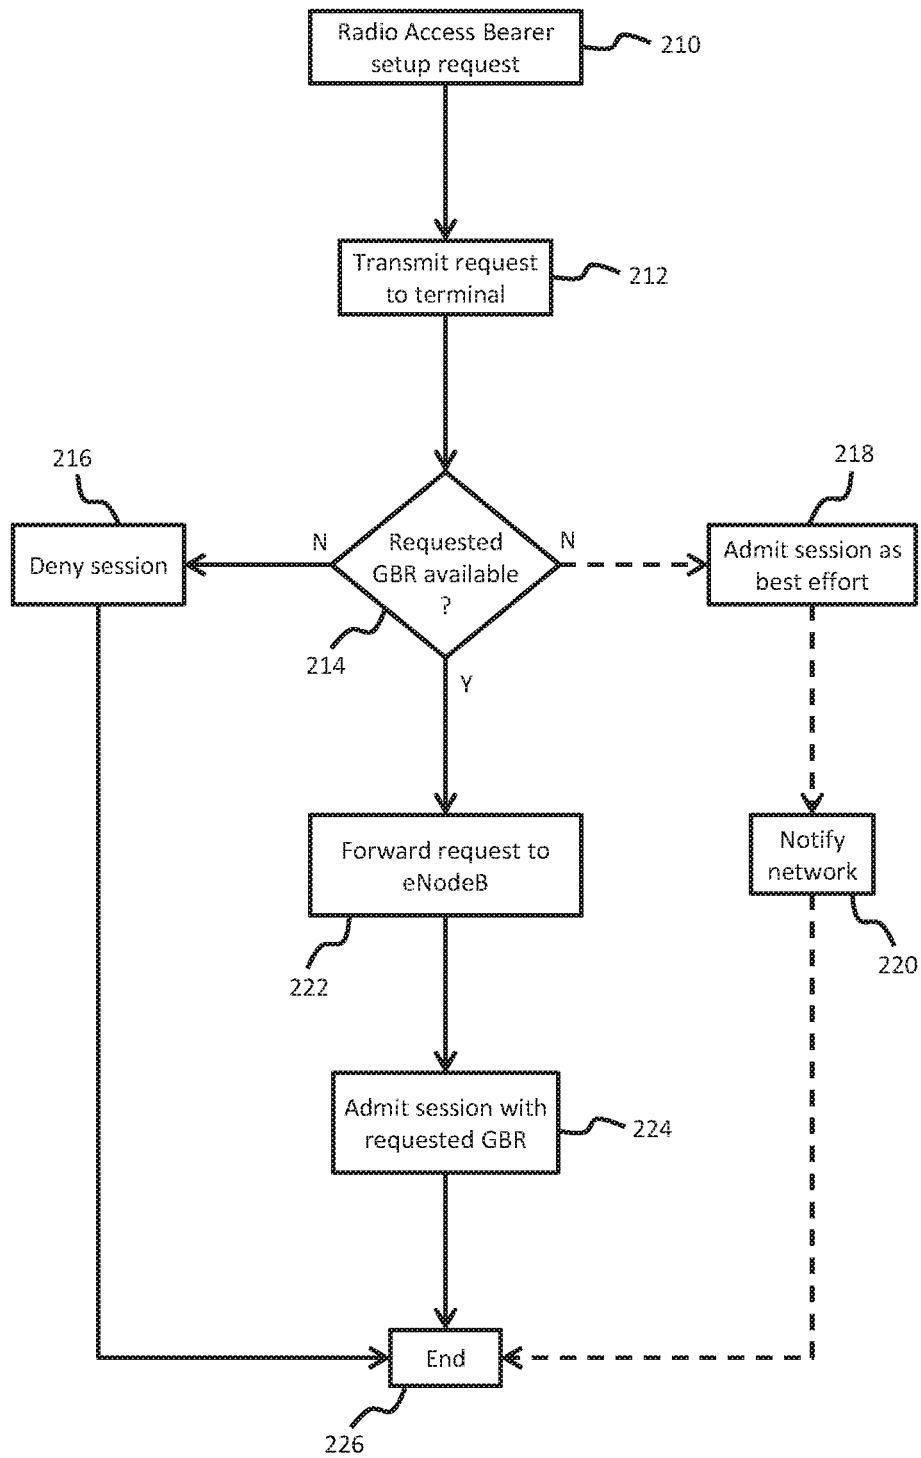 Radio Access Bearer
setup request
210
Transmit request
to terminal
212
216
218
Deny session
N
Requested
GBR available
?
N
Admit session as
best effort
214
Y
Forward request to
eNodeB
222
Notify
network
220
Admit session with
requested GBR
224
End
226